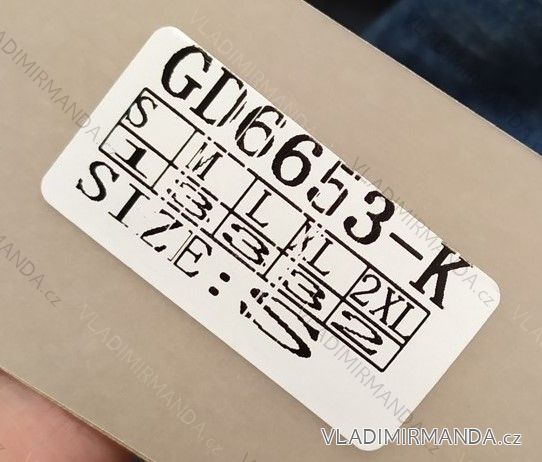 GD6653-K
S M L XL 2XL
1 3 3 3 2
SIZE: S
VLADIMIRMANDA.cz